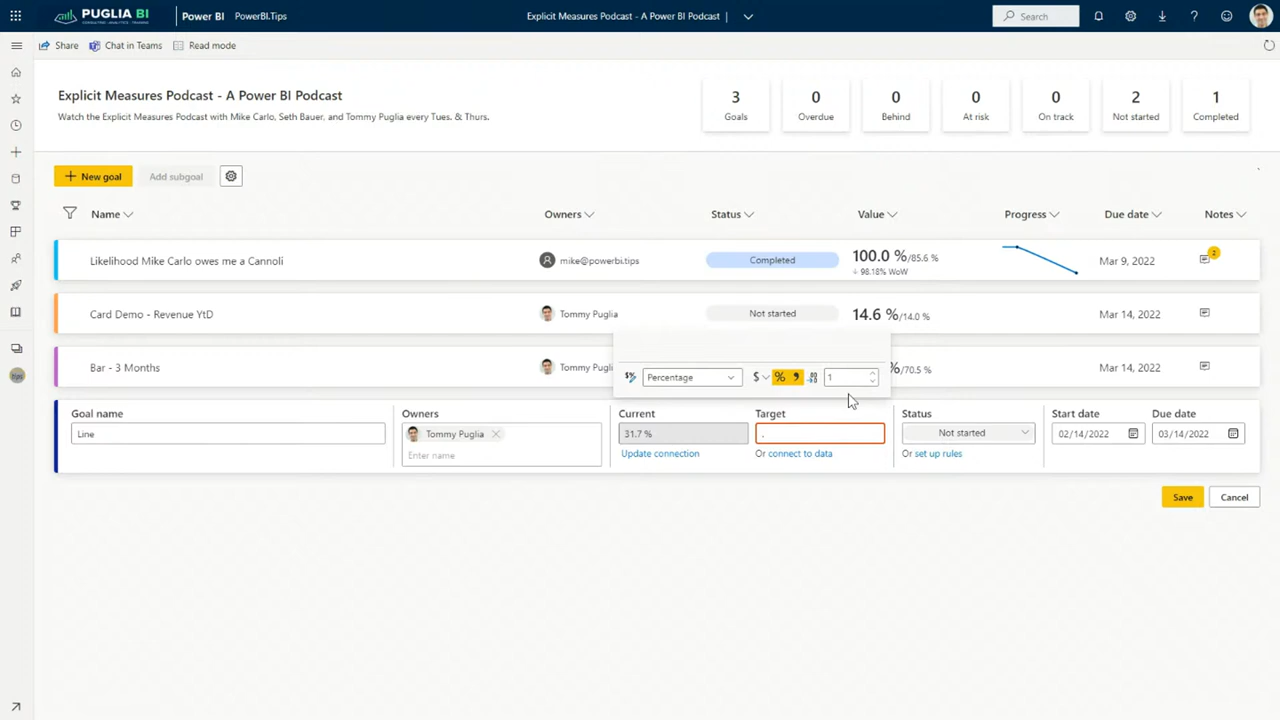 PUGLIA BI
CONSULTING - ANALYTICS - TRAINING
Power BI
PowerBI.Tips
Explicit Measures Podcast - A Power BI Podcast
Search
Share
Chat in Teams
Read mode
Explicit Measures Podcast - A Power BI Podcast
Watch the Explicit Measures Podcast with Mike Carlo, Seth Bauer, and Tommy Puglia every Tues. & Thurs.
3
Goals
0
Overdue
0
Behind
0
At risk
0
On track
2
Not started
1
Completed
New goal
Add subgoal
Name
Owners
Status
Value
Progress
Due date
Notes
Likelihood Mike Carlo owes me a Cannoli
mike@powerbi.tips
Completed
100.0 %/85.6 %
↓ 98.18% WoW
Mar 9, 2022
2
Card Demo - Revenue YtD
Tommy Puglia
Not started
14.6 %/14.0 %
Mar 14, 2022
Bar - 3 Months
Tommy Puglia
%/70.5 %
Mar 14, 2022
Percentage
$
%
,
1
Goal name
Owners
Current
Target
Status
Start date
Due date
Line
Tommy Puglia
Enter name
31.7 %
.
Not started
02/14/2022
03/14/2022
Update connection
Or connect to data
Or set up rules
Save
Cancel
tips